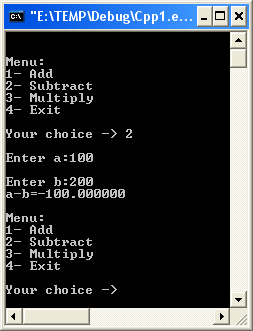 "E:\TEMP\Debug\Cpp1.e...
Menu:
1- Add
2- Subtract
3- Multiply
4- Exit
Your choice -> 2
Enter a:100
Enter b:200
a-b=-100.000000
Menu:
1- Add
2- Subtract
3- Multiply
4- Exit
Your choice ->